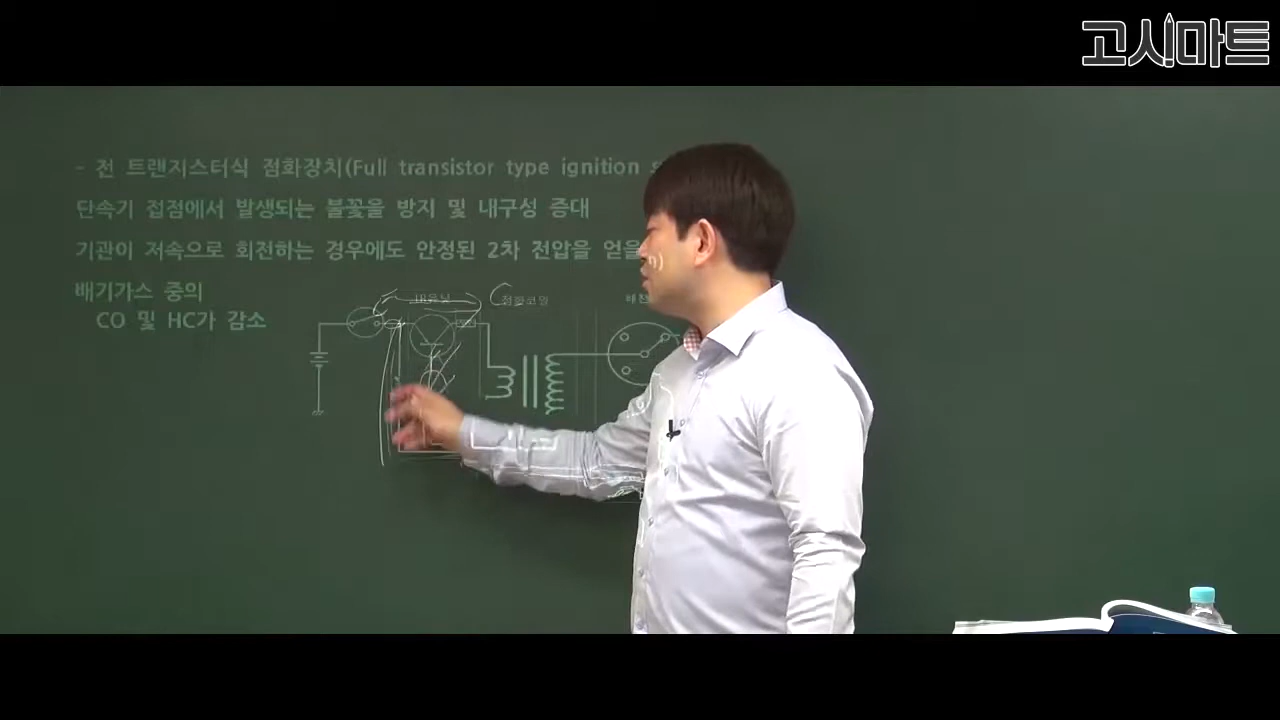 고시마트
- 전 트랜지스터식 점화장치(Full transistor type ignition s
단속기 접점에서 발생되는 불꽃을 방지 및 내구성 증대
기관이 저속으로 회전하는 경우에도 안정된 2차 전압을 얻을
배기가스 중의
CO 및 HC가 감소
점화코일